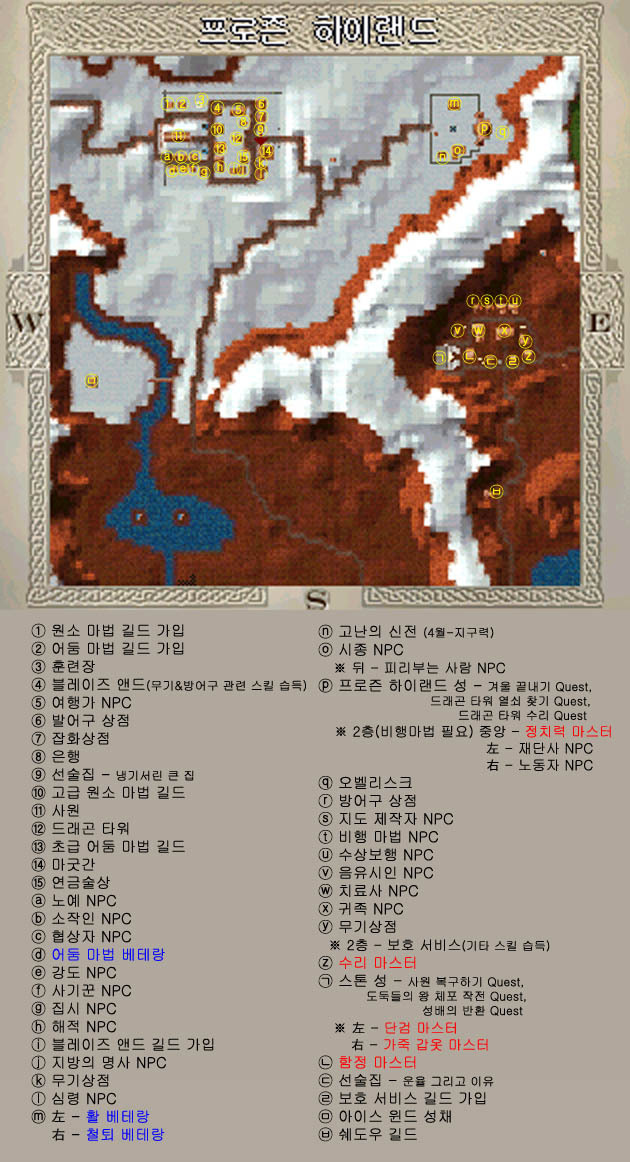 프로즌 하이랜드
W
E
S
① 원소 마법 길드 가입
② 어둠 마법 길드 가입
③ 훈련장
④ 블레이즈 앤드(무기&방어구 관련 스킬 습득)
⑤ 여행가 NPC
⑥ 발어구 상점
⑦ 잡화상점
⑧ 은행
⑨ 선술집 - 냉기서린 큰 집
⑩ 고급 원소 마법 길드
⑪ 사원
⑫ 드래곤 타워
⑬ 초급 어둠 마법 길드
⑭ 마굿간
⑮ 연금술상
ⓐ 노예 NPC
ⓑ 소작인 NPC
ⓒ 협상자 NPC
ⓓ 어둠 마법 베테랑
ⓔ 강도 NPC
ⓕ 사기꾼 NPC
ⓖ 집시 NPC
ⓗ 해적 NPC
ⓘ 블레이즈 앤드 길드 가입
ⓙ 지방의 명사 NPC
ⓚ 무기상점
ⓛ 심령 NPC
ⓜ 左 - 활 베테랑
右 - 철퇴 베테랑
ⓝ 고난의 신전 (4월-지구력)
ⓞ 시종 NPC
※ 뒤 - 피리부는 사람 NPC
ⓟ 프로즌 하이랜드 성 - 겨울 끝내기 Quest,
드래곤 타워 열쇠 찾기 Quest,
드래곤 타워 수리 Quest
※ 2층(비행마법 필요) 중앙 - 정치력 마스터
左 - 재단사 NPC
右 - 노동자 NPC
ⓠ 오벨리스크
ⓡ 방어구 상점
ⓢ 지도 제작자 NPC
ⓣ 비행 마법 NPC
ⓤ 수상보행 NPC
ⓥ 음유시인 NPC
ⓦ 치료사 NPC
ⓧ 귀족 NPC
ⓨ 무기상점
※ 2층 - 보호 서비스(기타 스킬 습득)
ⓩ 수리 마스터
㉠ 스톤 성 - 사원 복구하기 Quest,
도둑들의 왕 체포 작전 Quest,
성배의 반환 Quest
※ 左 - 단검 마스터
右 - 가죽 갑옷 마스터
㉡ 함정 마스터
㉢ 선술집 - 운율 그리고 이유
㉣ 보호 서비스 길드 가입
㉤ 아이스 윈드 성채
㉥ 쉐도우 길드